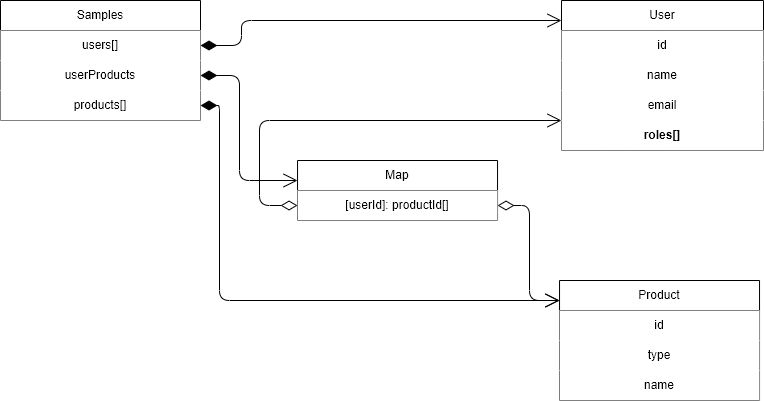 Samples
users[]
userProducts
products[]
User
id
name
email
roles[]
Map
[userId]: productId[]
Product
id
type
name